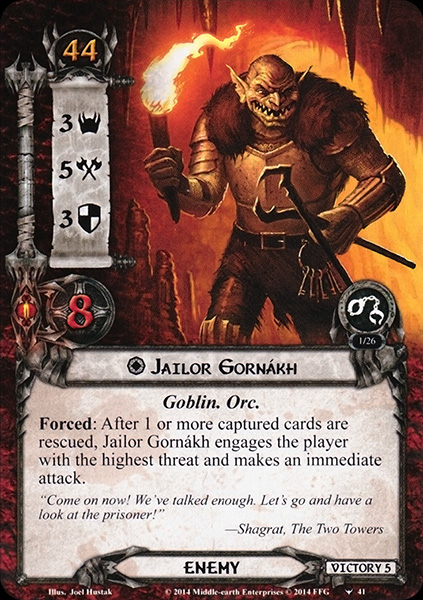 44
3
5
3
8
1/26
Jailor Gornákh
Goblin. Orc.
Forced: After 1 or more captured cards are
rescued, Jailor Gornákh engages the player
with the highest threat and makes an immediate
attack.
“Come on now! We’ve talked enough. Let’s go and have a
look at the prisoner!”
—Shagrat, The Two Towers
ENEMY
VICTORY 5
Illus. Joel Hustak
© 2014 Middle-earth Enterprises © 2014 FFG
41